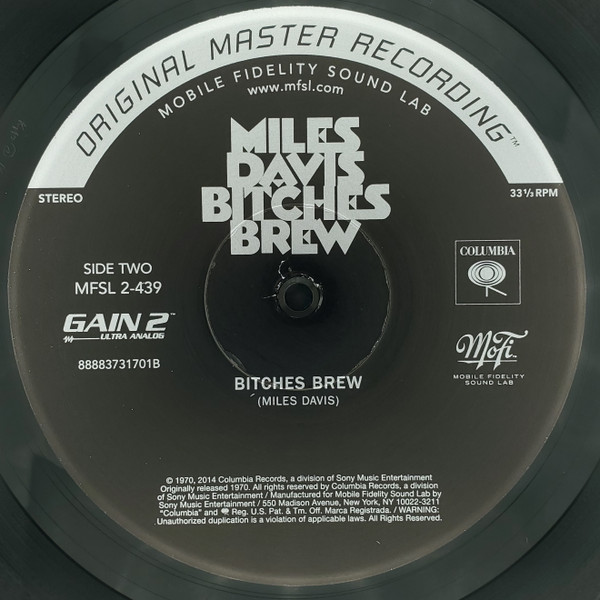 ORIGINAL MASTER RECORDING™
MOBILE FIDELITY SOUND LAB
www.mfsl.com
MILES
DAVIS
BITCHES
BREW
STEREO
33⅓ RPM
SIDE TWO
MFSL 2-439
COLUMBIA
GAIN 2™
ULTRA ANALOG
MoFi™
MOBILE FIDELITY
SOUND LAB
88883731701B
BITCHES BREW
(MILES DAVIS)
© 1970, 2014 Columbia Records, a division of Sony Music Entertainment
Originally released 1970. All rights reserved by Columbia Records, a division
of Sony Music Entertainment / Manufactured for Mobile Fidelity Sound Lab by
Sony Music Entertainment / 550 Madison Avenue, New York, NY 10022-3211
"Columbia" and Reg. U.S. Pat. & Tm. Off. Marca Registrada. / WARNING:
Unauthorized duplication is a violation of applicable laws. All Rights Reserved.